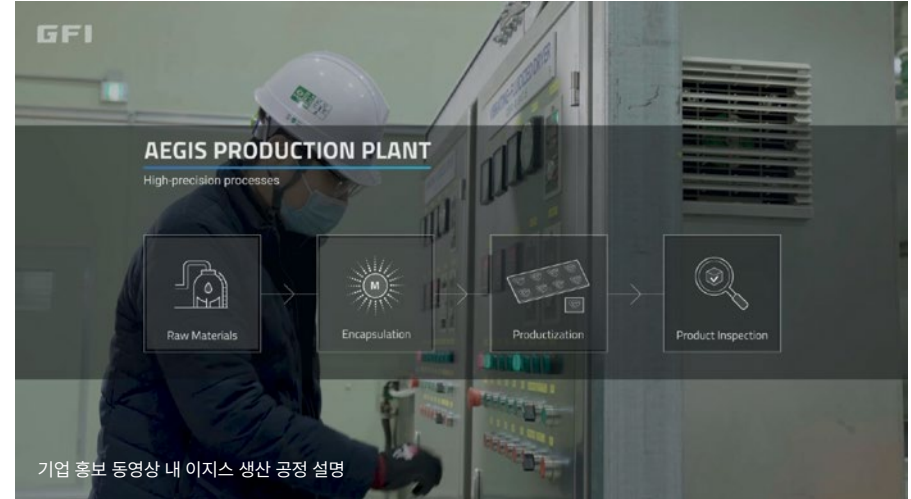 GFI
AEGIS PRODUCTION PLANT
High-precision processes
M
Raw Materials
Encapsulation
Productization
Product Inspection
기업 홍보 동영상 내 이지스 생산 공정 설명